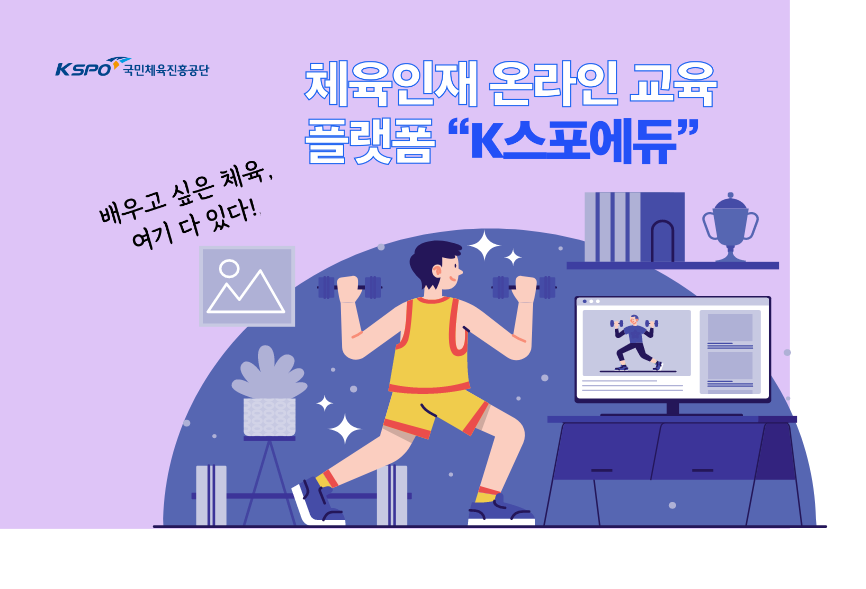 KSPO 국민체육진흥공단
체육인재 온라인 교육
플랫폼 “K스포에듀”
배우고 싶은 체육,
여기 다 있다!